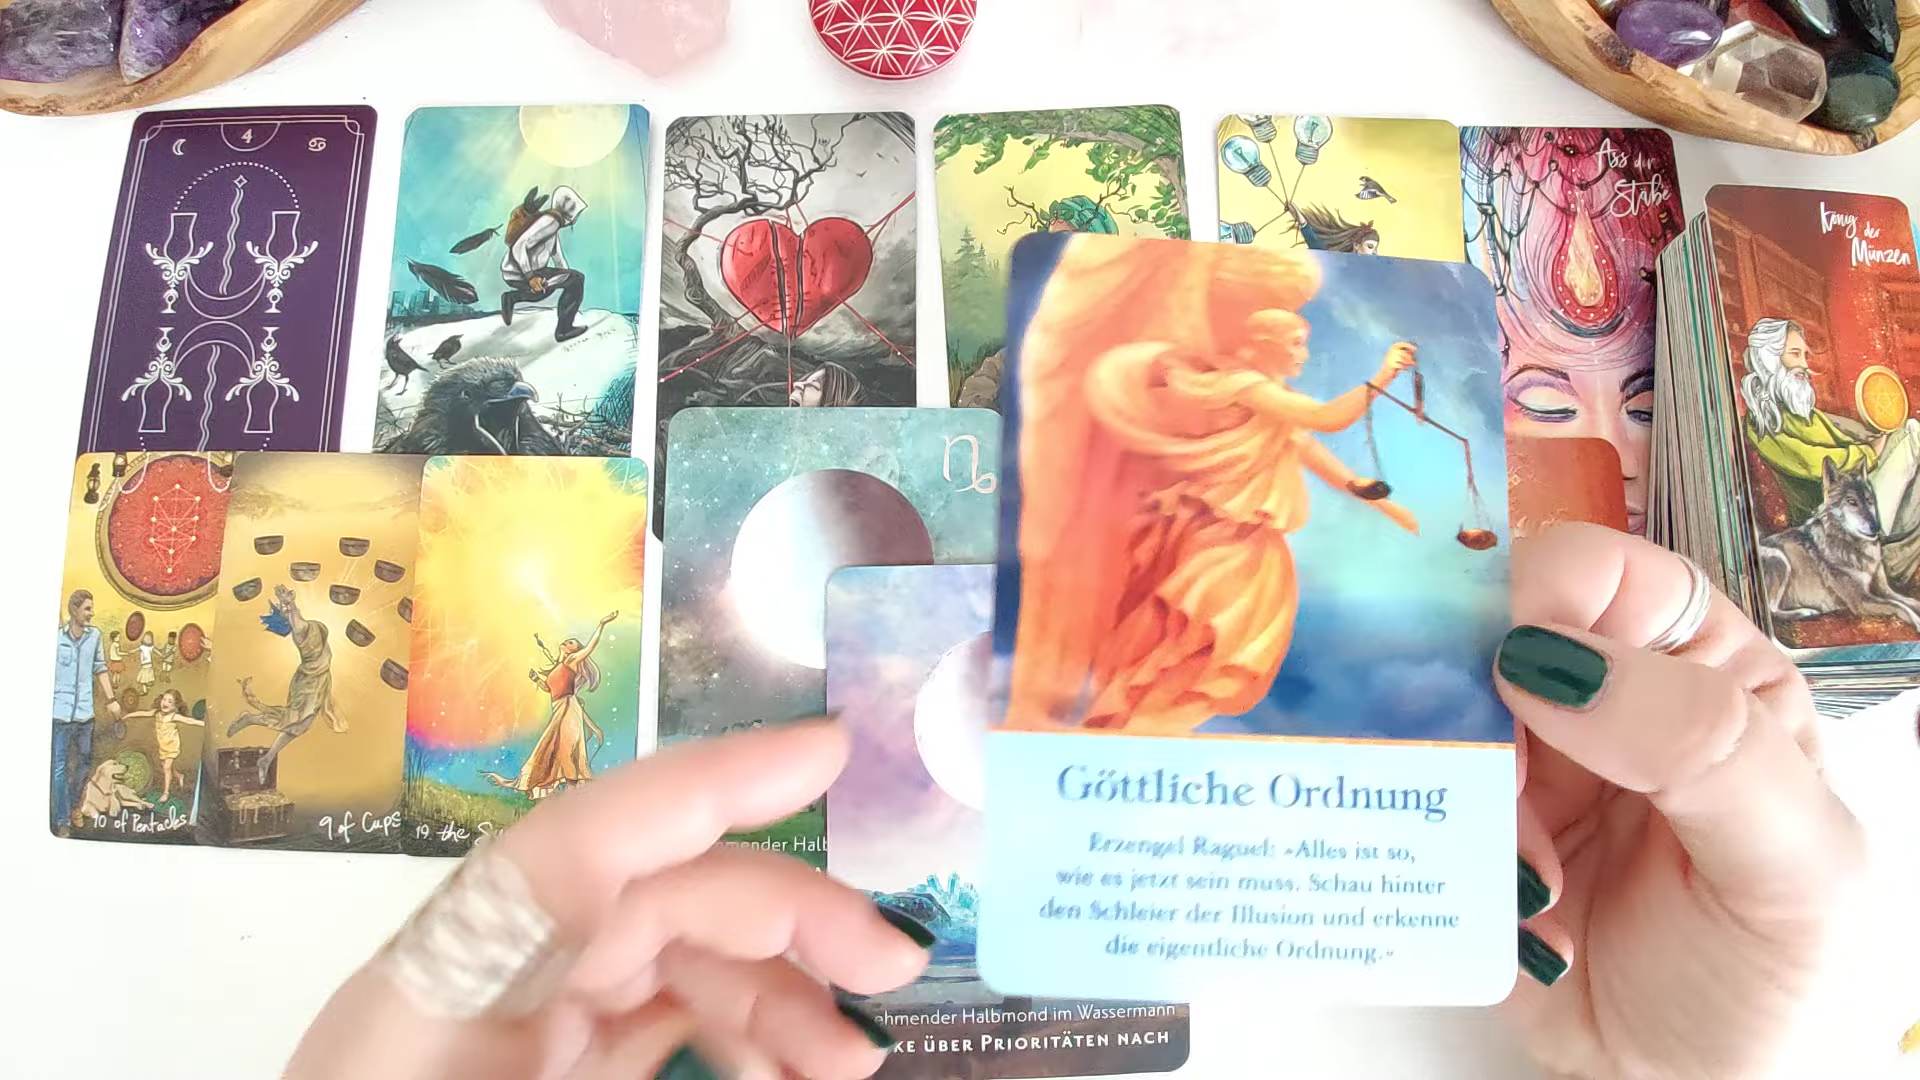 4
Ass der
Stäbe
König
der
Münzen
10 of Pentacles
9 of Cups
19. the
Göttliche Ordnung
Erzengel Raguel: »Alles ist so,
wie es jetzt sein muss. Schau hinter
den Schleier der Illusion und erkenne
die eigentliche Ordnung.«
ehmender Halbmond im Wassermann
KE ÜBER PRIORITÄTEN NACH